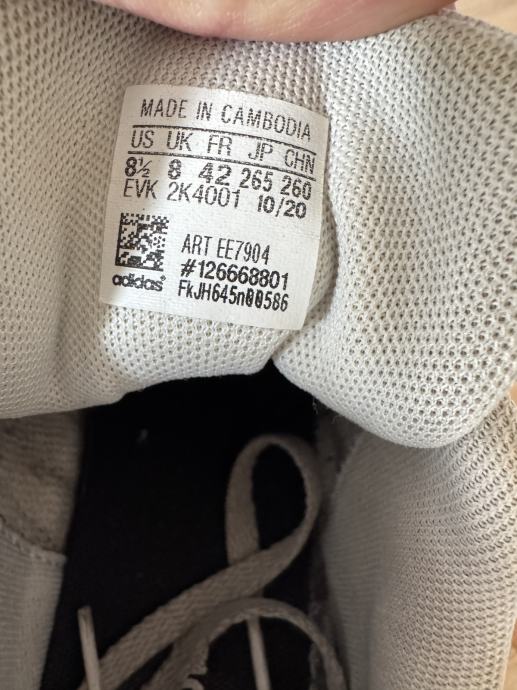 MADE IN CAMBODIA
US UK FR JP CHN
8½ 8 42 265 260
EVK 2K4001 10/20
ART EE7904
#126668801
FkJH645n00586
adidas